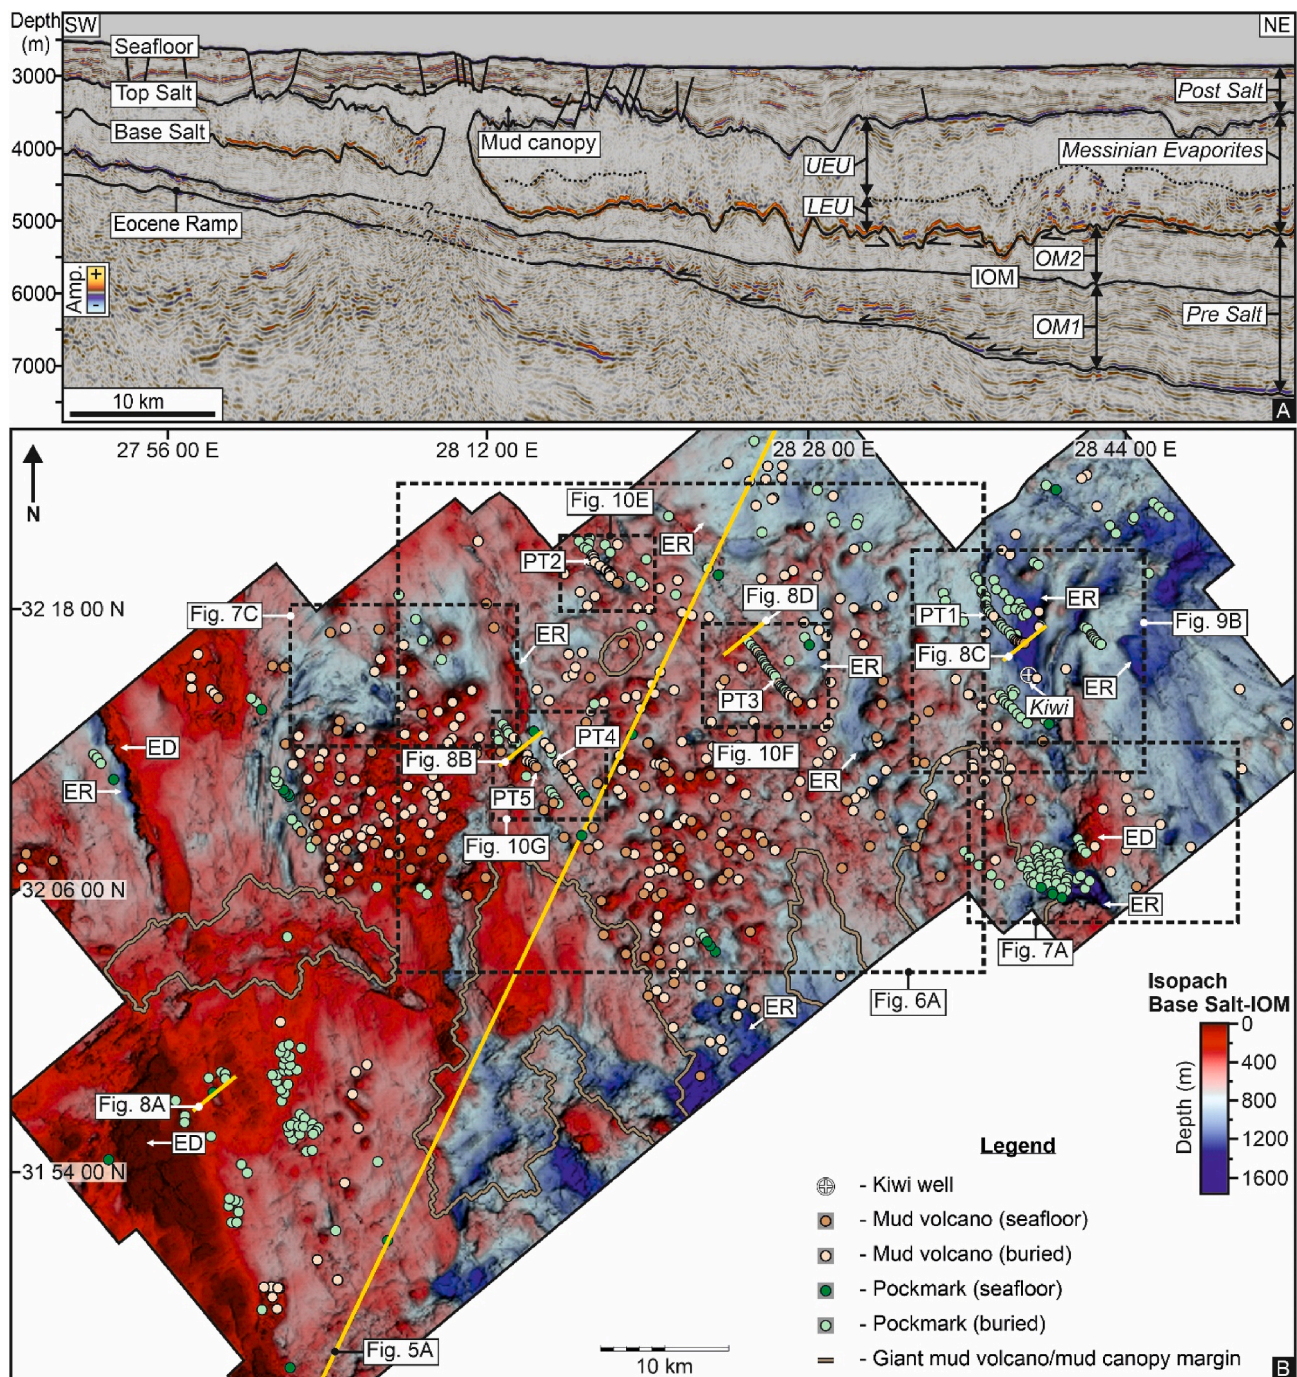 Depth
(m)
SW
NE
Seafloor
3000
Top Salt
Post Salt
Base Salt
4000
Mud canopy
UEU
Messinian Evaporites
LEU
5000
Eocene Ramp
?
?
OM2
IOM
Amp.
+
-
6000
OM1
Pre Salt
7000
10 km
A
27 56 00 E
28 12 00 E
28 28 00 E
28 44 00 E
N
Fig. 10E
ER
PT2
Fig. 8D
32 18 00 N
Fig. 7C
PT1
ER
Fig. 9B
ER
Fig. 8C
ER
PT3
ER
Kiwi
ED
PT4
Fig. 8B
Fig. 10F
ER
ER
PT5
Fig. 10G
ED
32 06 00 N
ER
Fig. 7A
Fig. 6A
ER
Isopach
Base Salt-IOM
0
400
800
1200
1600
Depth (m)
Fig. 8A
ED
31 54 00 N
Legend
- Kiwi well
- Mud volcano (seafloor)
- Mud volcano (buried)
- Pockmark (seafloor)
- Pockmark (buried)
- Giant mud volcano/mud canopy margin
Fig. 5A
10 km
B